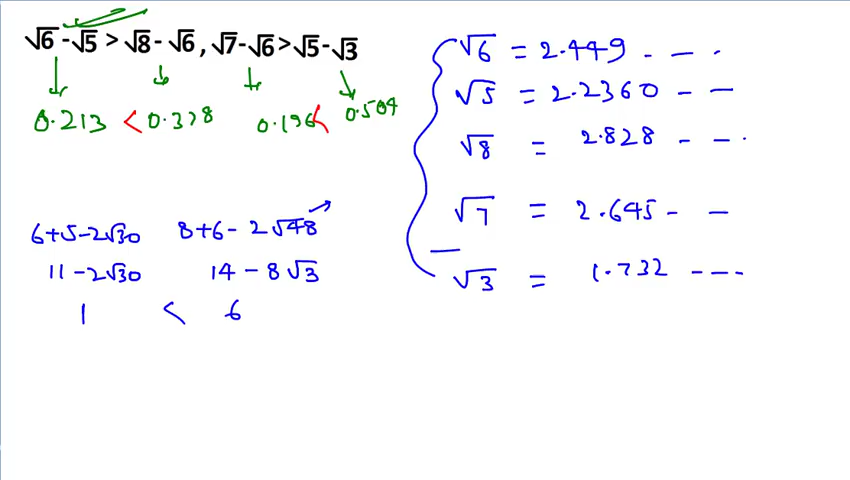 √6 - √5 > √8 - √6, √7 - √6 > √5 - √3
0.213 < 0.378 0.196 < 0.504
6+5-2√30 8+6-2√48
11-2√30 14-8√3
1 < 6
√6 = 2.449 - - -
√5 = 2.2360 - -
√8 = 2.828 - - -
√7 = 2.645 - -
√3 = 1.732 - - -